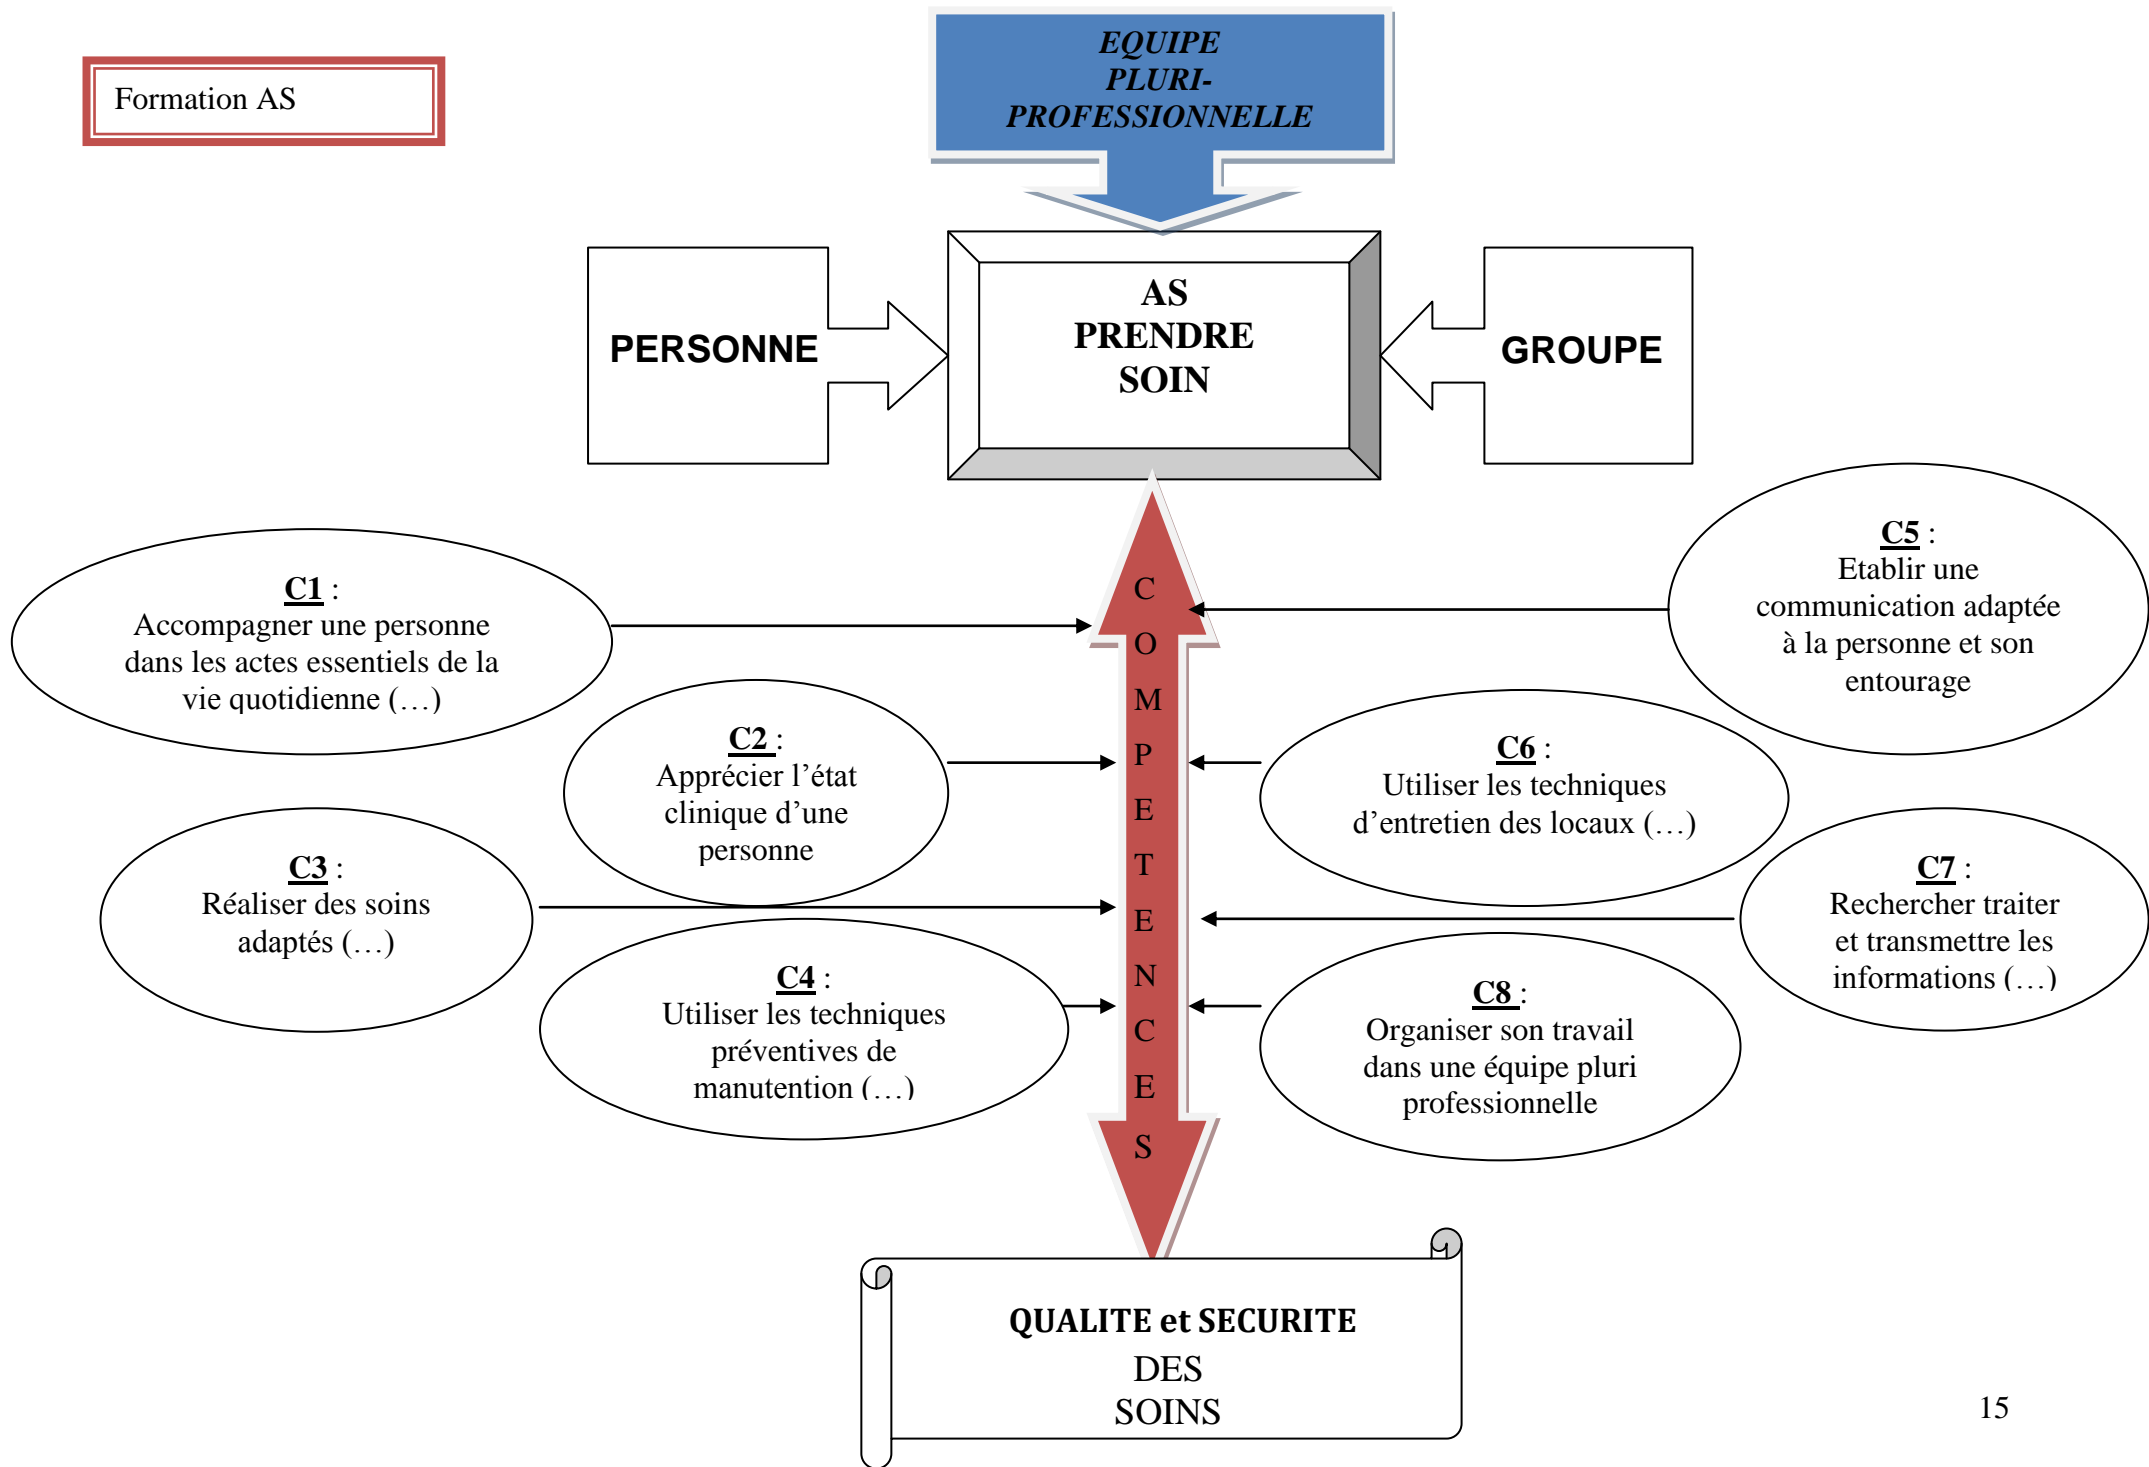 Formation AS
EQUIPE
PLURI-
PROFESSIONNELLE
PERSONNE
AS
PRENDRE
SOIN
GROUPE
C1 :
Accompagner une personne
dans les actes essentiels de la
vie quotidienne (…)
C2 :
Apprécier l’état
clinique d’une
personne
C3 :
Réaliser des soins
adaptés (…)
C4 :
Utiliser les techniques
préventives de
manutention (…)
C
O
M
P
E
T
E
N
C
E
S
C5 :
Etablir une
communication adaptée
à la personne et son
entourage
C6 :
Utiliser les techniques
d’entretien des locaux (…)
C7 :
Rechercher traiter
et transmettre les
informations (…)
C8 :
Organiser son travail
dans une équipe pluri
professionnelle
QUALITE et SECURITE
DES
SOINS
15